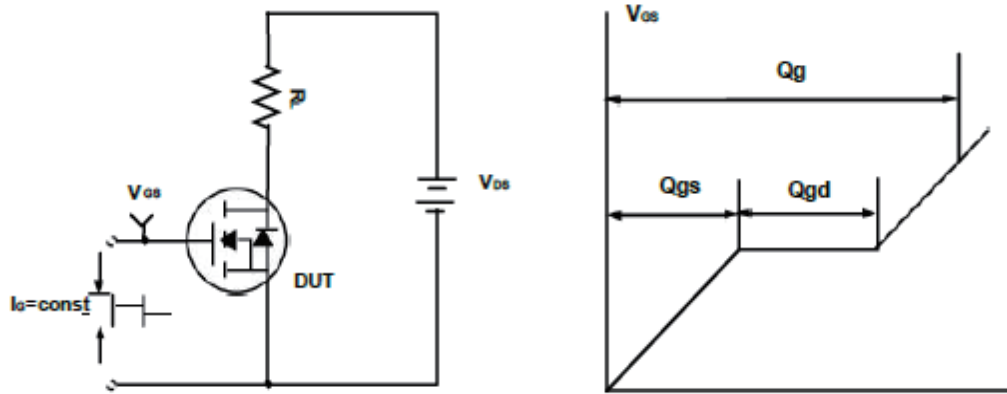 RL
VGS
VDS
DUT
IG=const
VGS
Qg
Qgs
Qgd